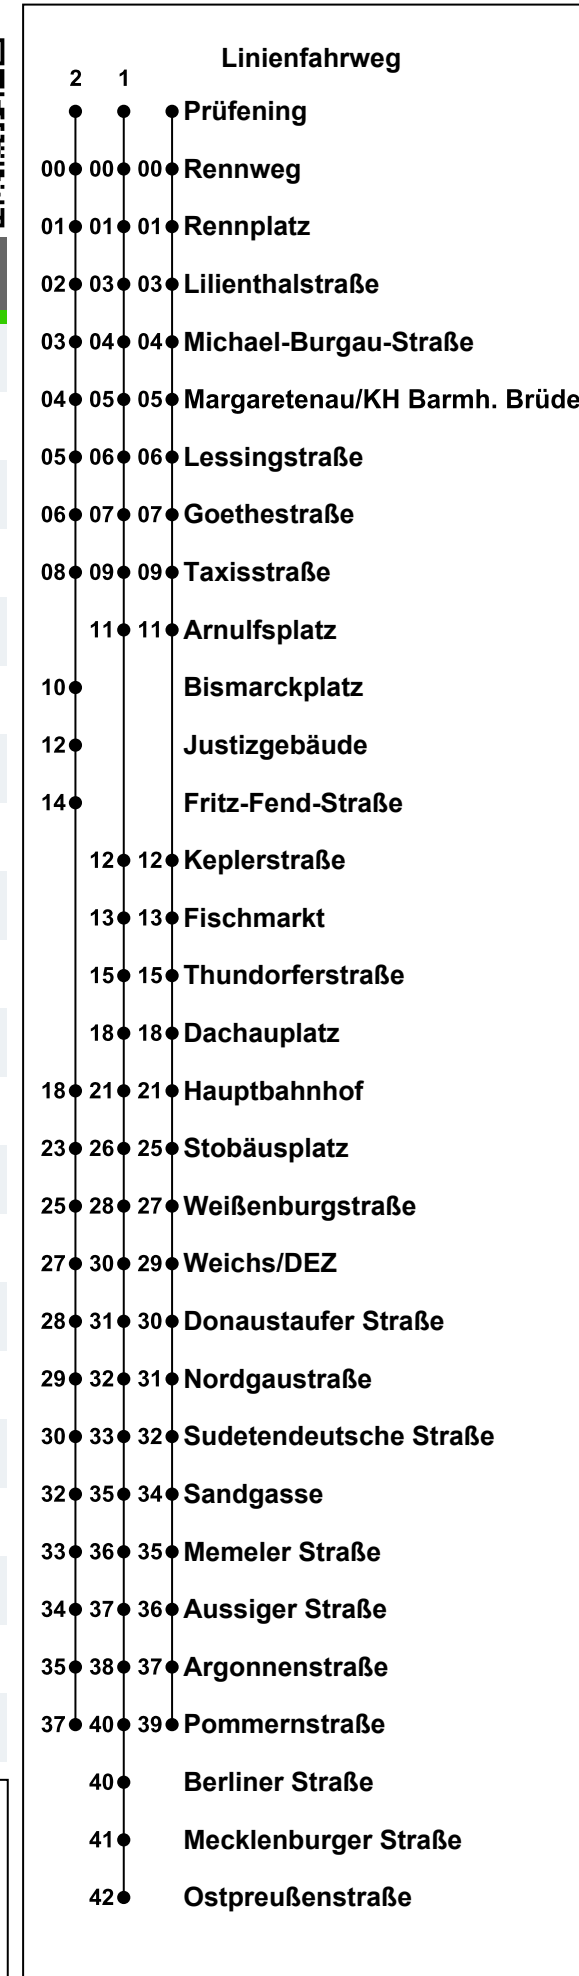 Linienfahrweg
2 1
Prüfening
00 00 00 Rennweg
01 01 01 Rennplatz
02 03 03 Lilienthalstraße
03 04 04 Michael-Burgau-Straße
04 05 05 Margaretenau/KH Barmh. Brüde
05 06 06 Lessingstraße
06 07 07 Goethestraße
08 09 09 Taxisstraße
11 11 Arnulfsplatz
10 Bismarckplatz
12 Justizgebäude
14 Fritz-Fend-Straße
12 12 Keplerstraße
13 13 Fischmarkt
15 15 Thundorferstraße
18 18 Dachauplatz
18 21 21 Hauptbahnhof
23 26 25 Stobäusplatz
25 28 27 Weißenburgstraße
27 30 29 Weichs/DEZ
28 31 30 Donaustaufer Straße
29 32 31 Nordgaustraße
30 33 32 Sudetendeutsche Straße
32 35 34 Sandgasse
33 36 35 Memeler Straße
34 37 36 Aussiger Straße
35 38 37 Argonnenstraße
37 40 39 Pommernstraße
40 Berliner Straße
41 Mecklenburger Straße
42 Ostpreußenstraße